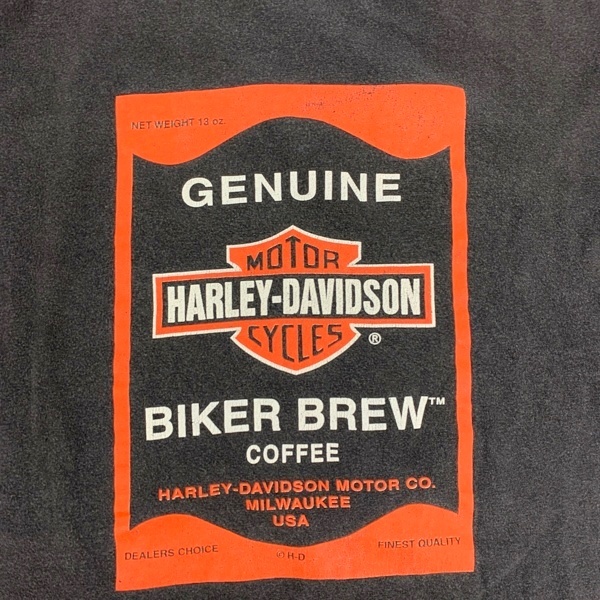 NET WEIGHT 13 oz.
GENUINE
MOTOR
HARLEY-DAVIDSON
CYCLES ®
BIKER BREW™
COFFEE
HARLEY-DAVIDSON MOTOR CO.
MILWAUKEE
USA
DEALERS CHOICE
H-D
FINEST QUALITY